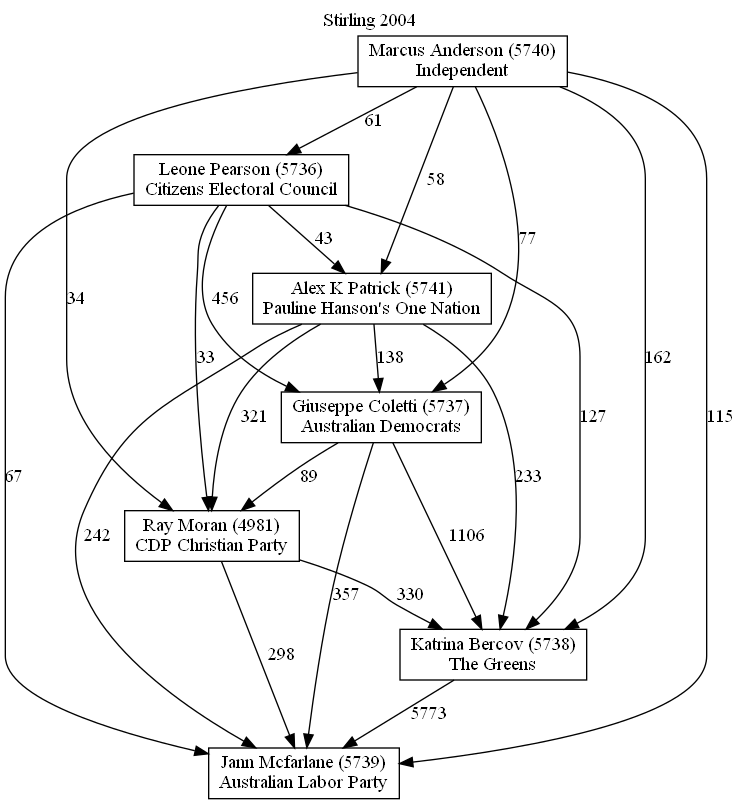 Stirling 2004
Marcus Anderson (5740)
Independent
61
Leone Pearson (5736)
Citizens Electoral Council
58
43
77
Alex K Patrick (5741)
Pauline Hanson's One Nation
34
456
33
138
162
Giuseppe Coletti (5737)
Australian Democrats
321
127
115
67
89
233
Ray Moran (4981)
CDP Christian Party
242
1106
357
330
Katrina Bercov (5738)
The Greens
298
5773
Jann Mcfarlane (5739)
Australian Labor Party